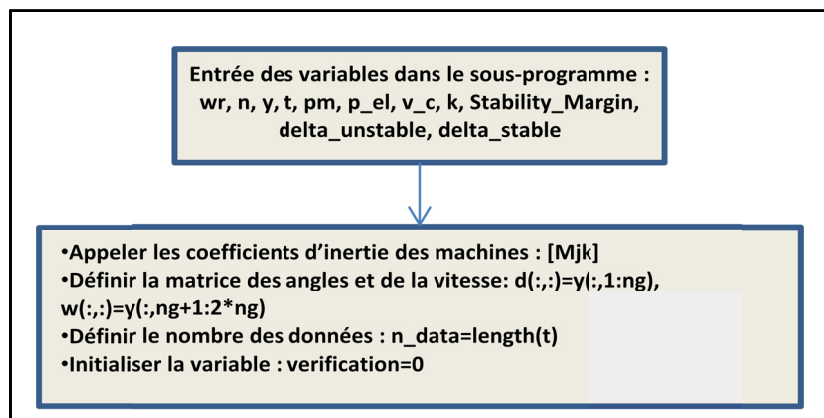 Entrée des variables dans le sous-programme :
wr, n, y, t, pm, p_el, v_c, k, Stability_Margin,
delta_unstable, delta_stable
•Appeler les coefficients d’inertie des machines : [Mjk]
•Définir la matrice des angles et de la vitesse: d(:,:)=y(:,1:ng),
w(:,:)=y(:,ng+1:2*ng)
•Définir le nombre des données : n_data=length(t)
•Initialiser la variable : verification=0